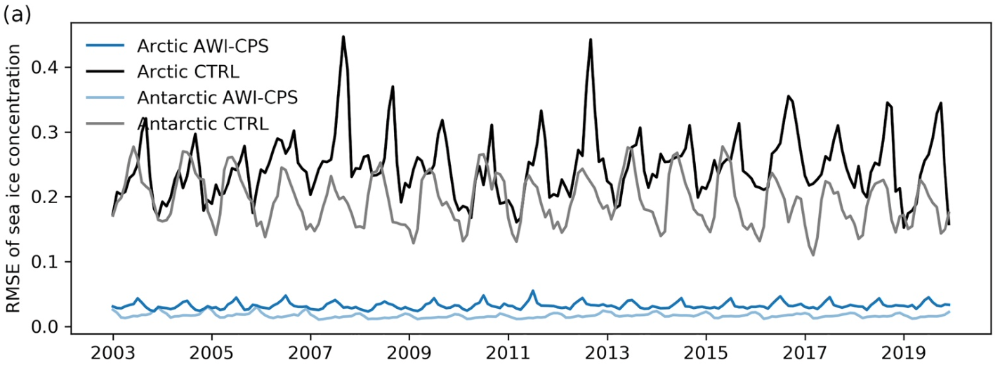 (a)
RMSE of sea ice concentration
0.4
0.3
0.2
0.1
0.0
Arctic AWI-CPS
Arctic CTRL
Antarctic AWI-CPS
Antarctic CTRL
2003 2005 2007 2009 2011 2013 2015 2017 2019